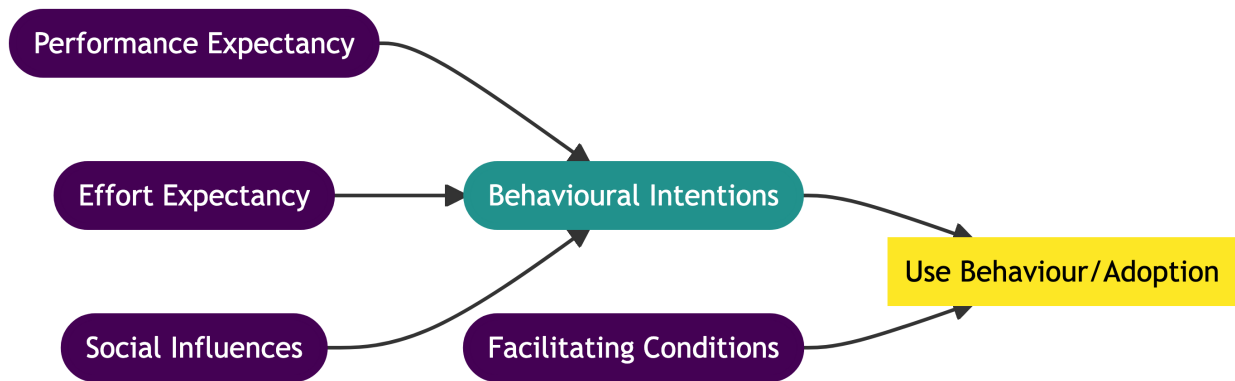 Performance Expectancy
Effort Expectancy
Behavioural Intentions
Use Behaviour/Adoption
Social Influences
Facilitating Conditions